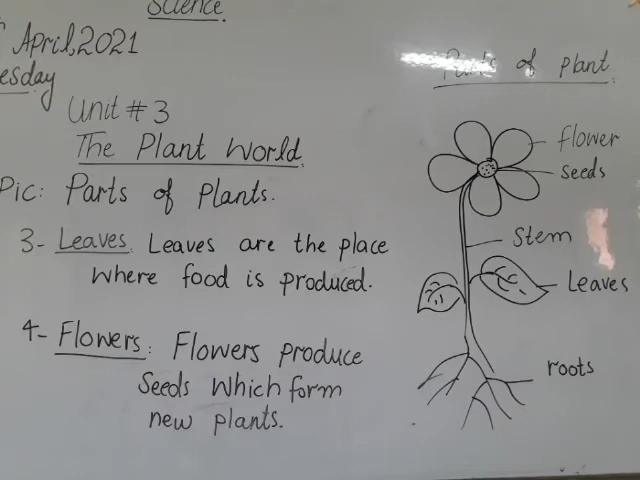 Science.
April, 2021
esday
Unit # 3
The Plant World.
Pic: Parts of Plants.
3- Leaves. Leaves are the place
where food is produced.
4- Flowers: Flowers produce
Seeds which form
new plants.
Parts of plant.
flower
seeds
Stem
Leaves
roots